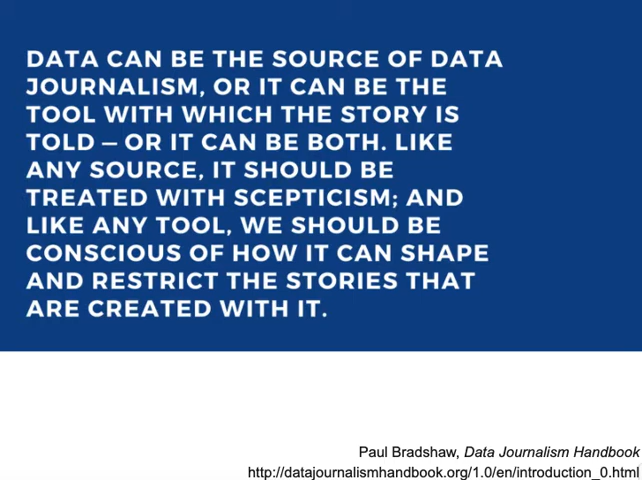 DATA CAN BE THE SOURCE OF DATA
JOURNALISM, OR IT CAN BE THE
TOOL WITH WHICH THE STORY IS
TOLD — OR IT CAN BE BOTH. LIKE
ANY SOURCE, IT SHOULD BE
TREATED WITH SCEPTICISM; AND
LIKE ANY TOOL, WE SHOULD BE
CONSCIOUS OF HOW IT CAN SHAPE
AND RESTRICT THE STORIES THAT
ARE CREATED WITH IT.
Paul Bradshaw, Data Journalism Handbook
http://datajournalismhandbook.org/1.0/en/introduction_0.html